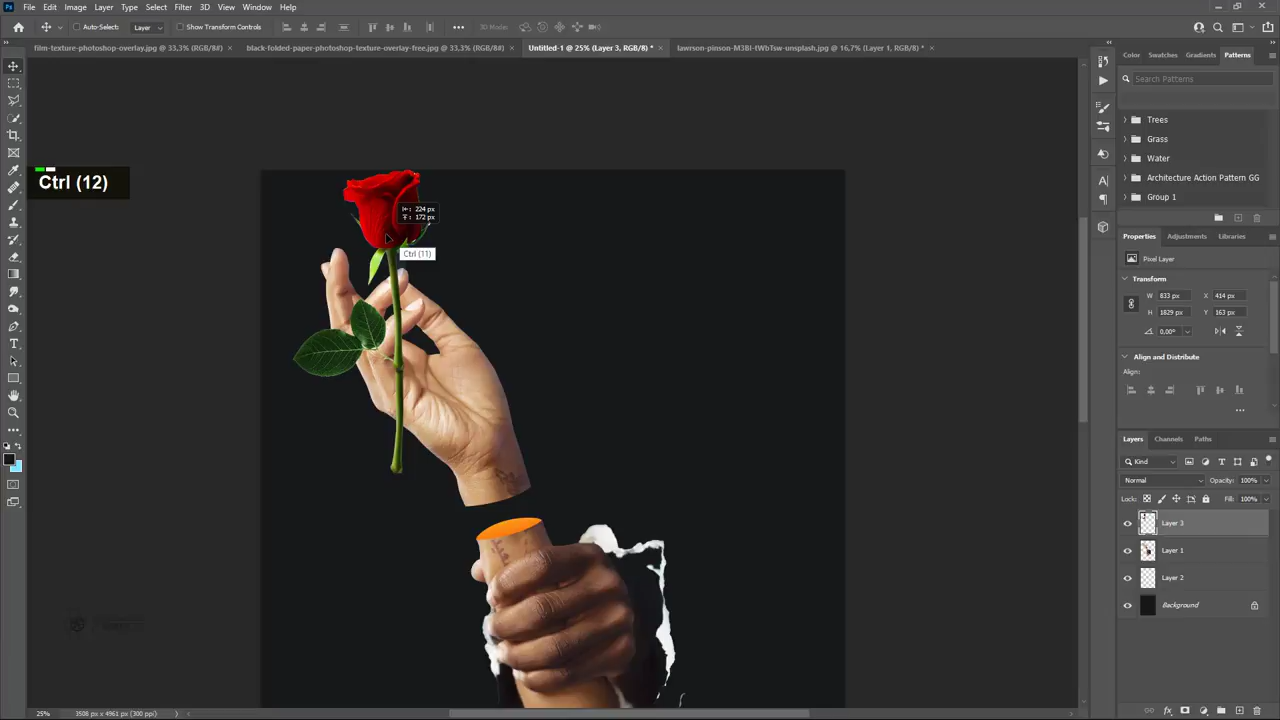 File Edit Image Layer Type Select Filter 3D View Window Help
Auto-Select: Layer Show Transform Controls 3D Mode:
film-texture-photoshop-overlay.jpg @ 33,3% (RGB/8#) × black-folded-paper-photoshop-texture-overlay-free.jpg @ 33,3% (RGB/8#) × Untitled-1 @ 25% (Layer 3, RGB/8) * × lawrson-pinson-M3BI-tWbTsw-unsplash.jpg @ 16,7% (Layer 1, RGB/8) * ×
Color Swatches Gradients Patterns
Search Patterns
Trees
Grass
Water
Architecture Action Pattern GG
Group 1
Ctrl (12)
224 px
172 px
Ctrl (11)
Properties Adjustments Libraries
Pixel Layer
Transform
W 833 px X 414 px
H 1829 px Y 163 px
0,00°
Align and Distribute
Align:
Layers Channels Paths
Kind
Normal Opacity: 100%
Lock: Fill: 100%
Layer 3
Layer 1
Layer 2
Background
25% 3508 px x 4961 px (300 ppi)